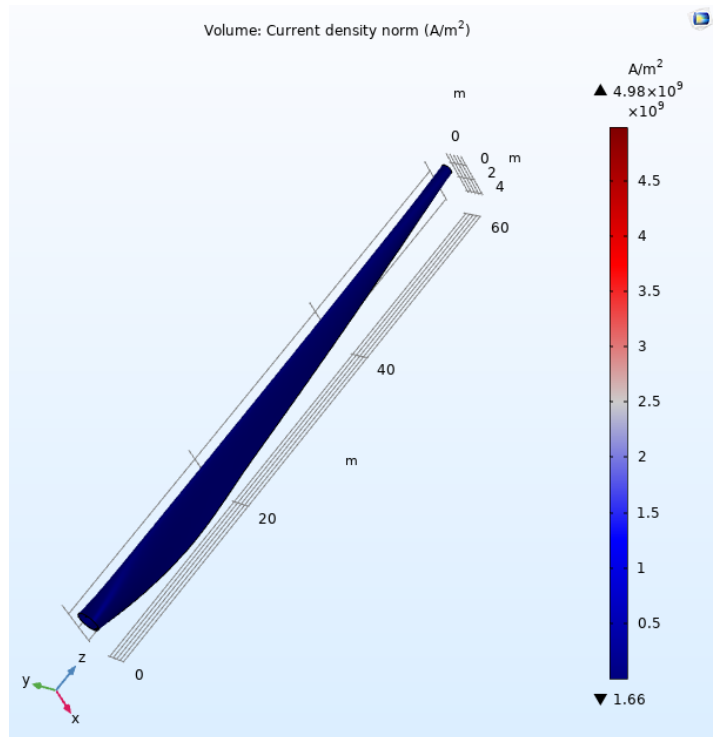 Volume: Current density norm (A/m²)
A/m²
▲ 4.98×10⁹
×10⁹
m
0
0 m
2
4
60
4.5
4
3.5
3
40
2.5
2
m
1.5
20
1
0.5
z
0
y
x
▼ 1.66